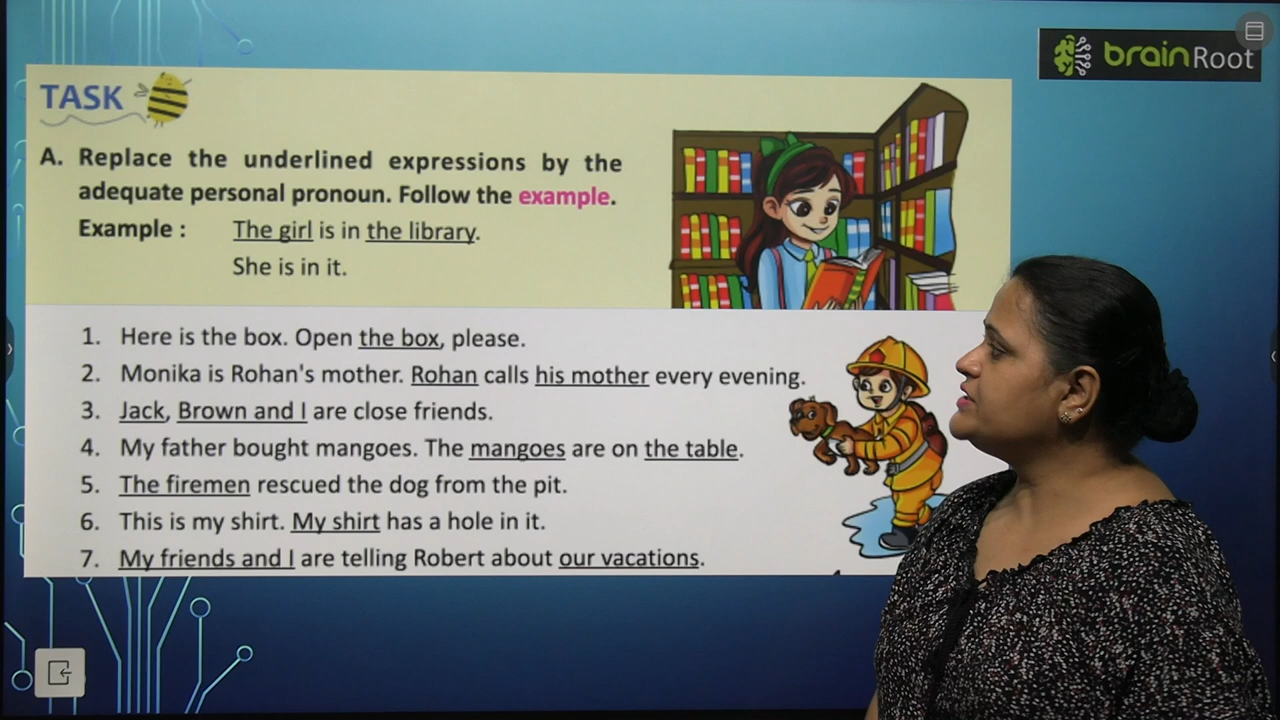 brainRoot
TASK
A. Replace the underlined expressions by the
adequate personal pronoun. Follow the example.
Example : The girl is in the library.
She is in it.
1. Here is the box. Open the box, please.
2. Monika is Rohan's mother. Rohan calls his mother every evening.
3. Jack, Brown and I are close friends.
4. My father bought mangoes. The mangoes are on the table.
5. The firemen rescued the dog from the pit.
6. This is my shirt. My shirt has a hole in it.
7. My friends and I are telling Robert about our vacations.